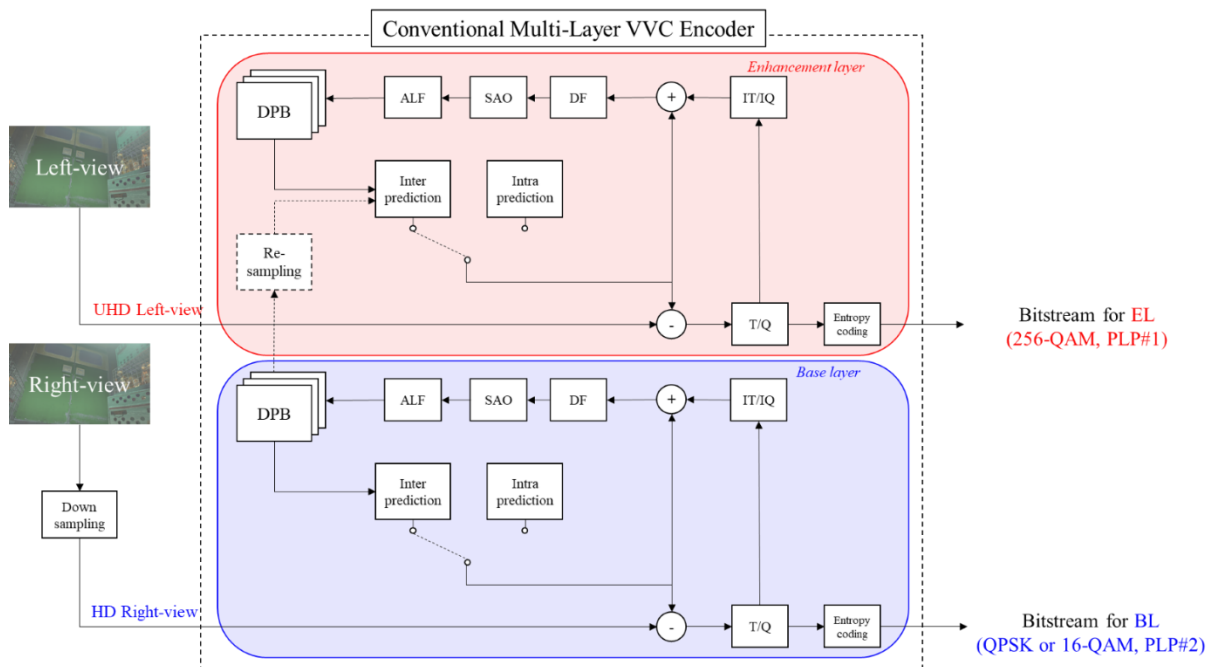 Conventional Multi-Layer VVC Encoder
Enhancement layer
DPB
ALF
SAO
DF
+
IT/IQ
Left-view
Inter
prediction
Intra
prediction
Re-
sampling
UHD Left-view
-
T/Q
Entropy
coding
Bitstream for EL
(256-QAM, PLP#1)
Right-view
Base layer
DPB
ALF
SAO
DF
+
IT/IQ
Inter
prediction
Intra
prediction
Down
sampling
HD Right-view
-
T/Q
Entropy
coding
Bitstream for BL
(QPSK or 16-QAM, PLP#2)